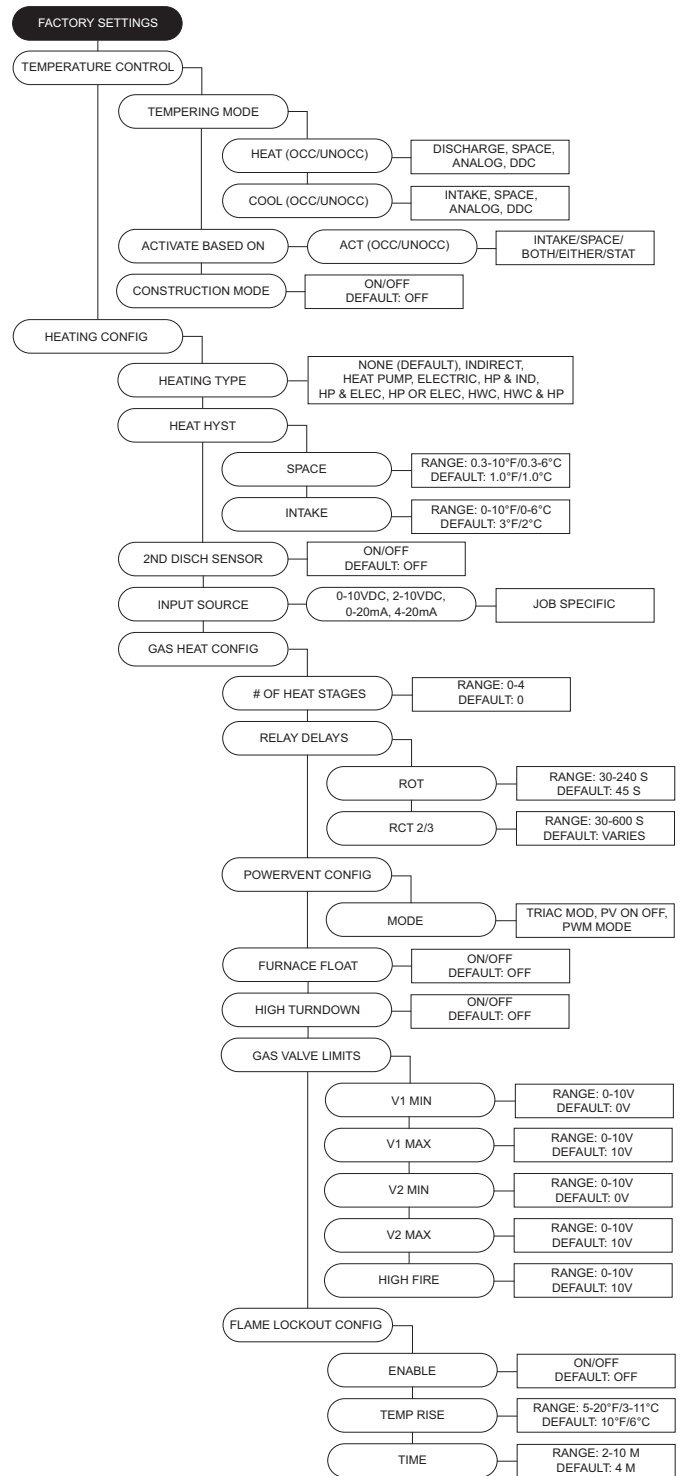 FACTORY SETTINGS
TEMPERATURE CONTROL
TEMPERING MODE
HEAT (OCC/UNOCC)
DISCHARGE, SPACE,
ANALOG, DDC
COOL (OCC/UNOCC)
INTAKE, SPACE,
ANALOG, DDC
ACTIVATE BASED ON
ACT (OCC/UNOCC)
INTAKE/SPACE/
BOTH/EITHER/STAT
CONSTRUCTION MODE
ON/OFF
DEFAULT: OFF
HEATING CONFIG
HEATING TYPE
NONE (DEFAULT), INDIRECT,
HEAT PUMP, ELECTRIC, HP & IND,
HP & ELEC, HP OR ELEC, HWC, HWC & HP
HEAT HYST
SPACE
RANGE: 0.3-10°F/0.3-6°C
DEFAULT: 1.0°F/1.0°C
INTAKE
RANGE: 0-10°F/0-6°C
DEFAULT: 3°F/2°C
2ND DISCH SENSOR
ON/OFF
DEFAULT: OFF
INPUT SOURCE
0-10VDC, 2-10VDC,
0-20mA, 4-20mA
JOB SPECIFIC
GAS HEAT CONFIG
# OF HEAT STAGES
RANGE: 0-4
DEFAULT: 0
RELAY DELAYS
ROT
RANGE: 30-240 S
DEFAULT: 45 S
RCT 2/3
RANGE: 30-600 S
DEFAULT: VARIES
POWERVENT CONFIG
MODE
TRIAC MOD, PV ON OFF,
PWM MODE
FURNACE FLOAT
ON/OFF
DEFAULT: OFF
HIGH TURNDOWN
ON/OFF
DEFAULT: OFF
GAS VALVE LIMITS
V1 MIN
RANGE: 0-10V
DEFAULT: 0V
V1 MAX
RANGE: 0-10V
DEFAULT: 10V
V2 MIN
RANGE: 0-10V
DEFAULT: 0V
V2 MAX
RANGE: 0-10V
DEFAULT: 10V
HIGH FIRE
RANGE: 0-10V
DEFAULT: 10V
FLAME LOCKOUT CONFIG
ENABLE
ON/OFF
DEFAULT: OFF
TEMP RISE
RANGE: 5-20°F/3-11°C
DEFAULT: 10°F/6°C
TIME
RANGE: 2-10 M
DEFAULT: 4 M